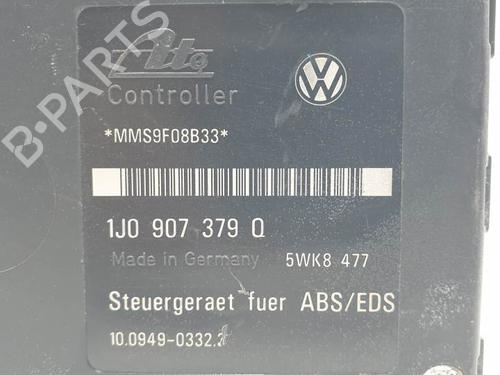 B-PARTS
Ate
Controller
*MMS9F08B33*
1J0 907 379 Q
Made in Germany 5WK8 477
Steuergeraet fuer ABS/EDS
10.0949-0332.2